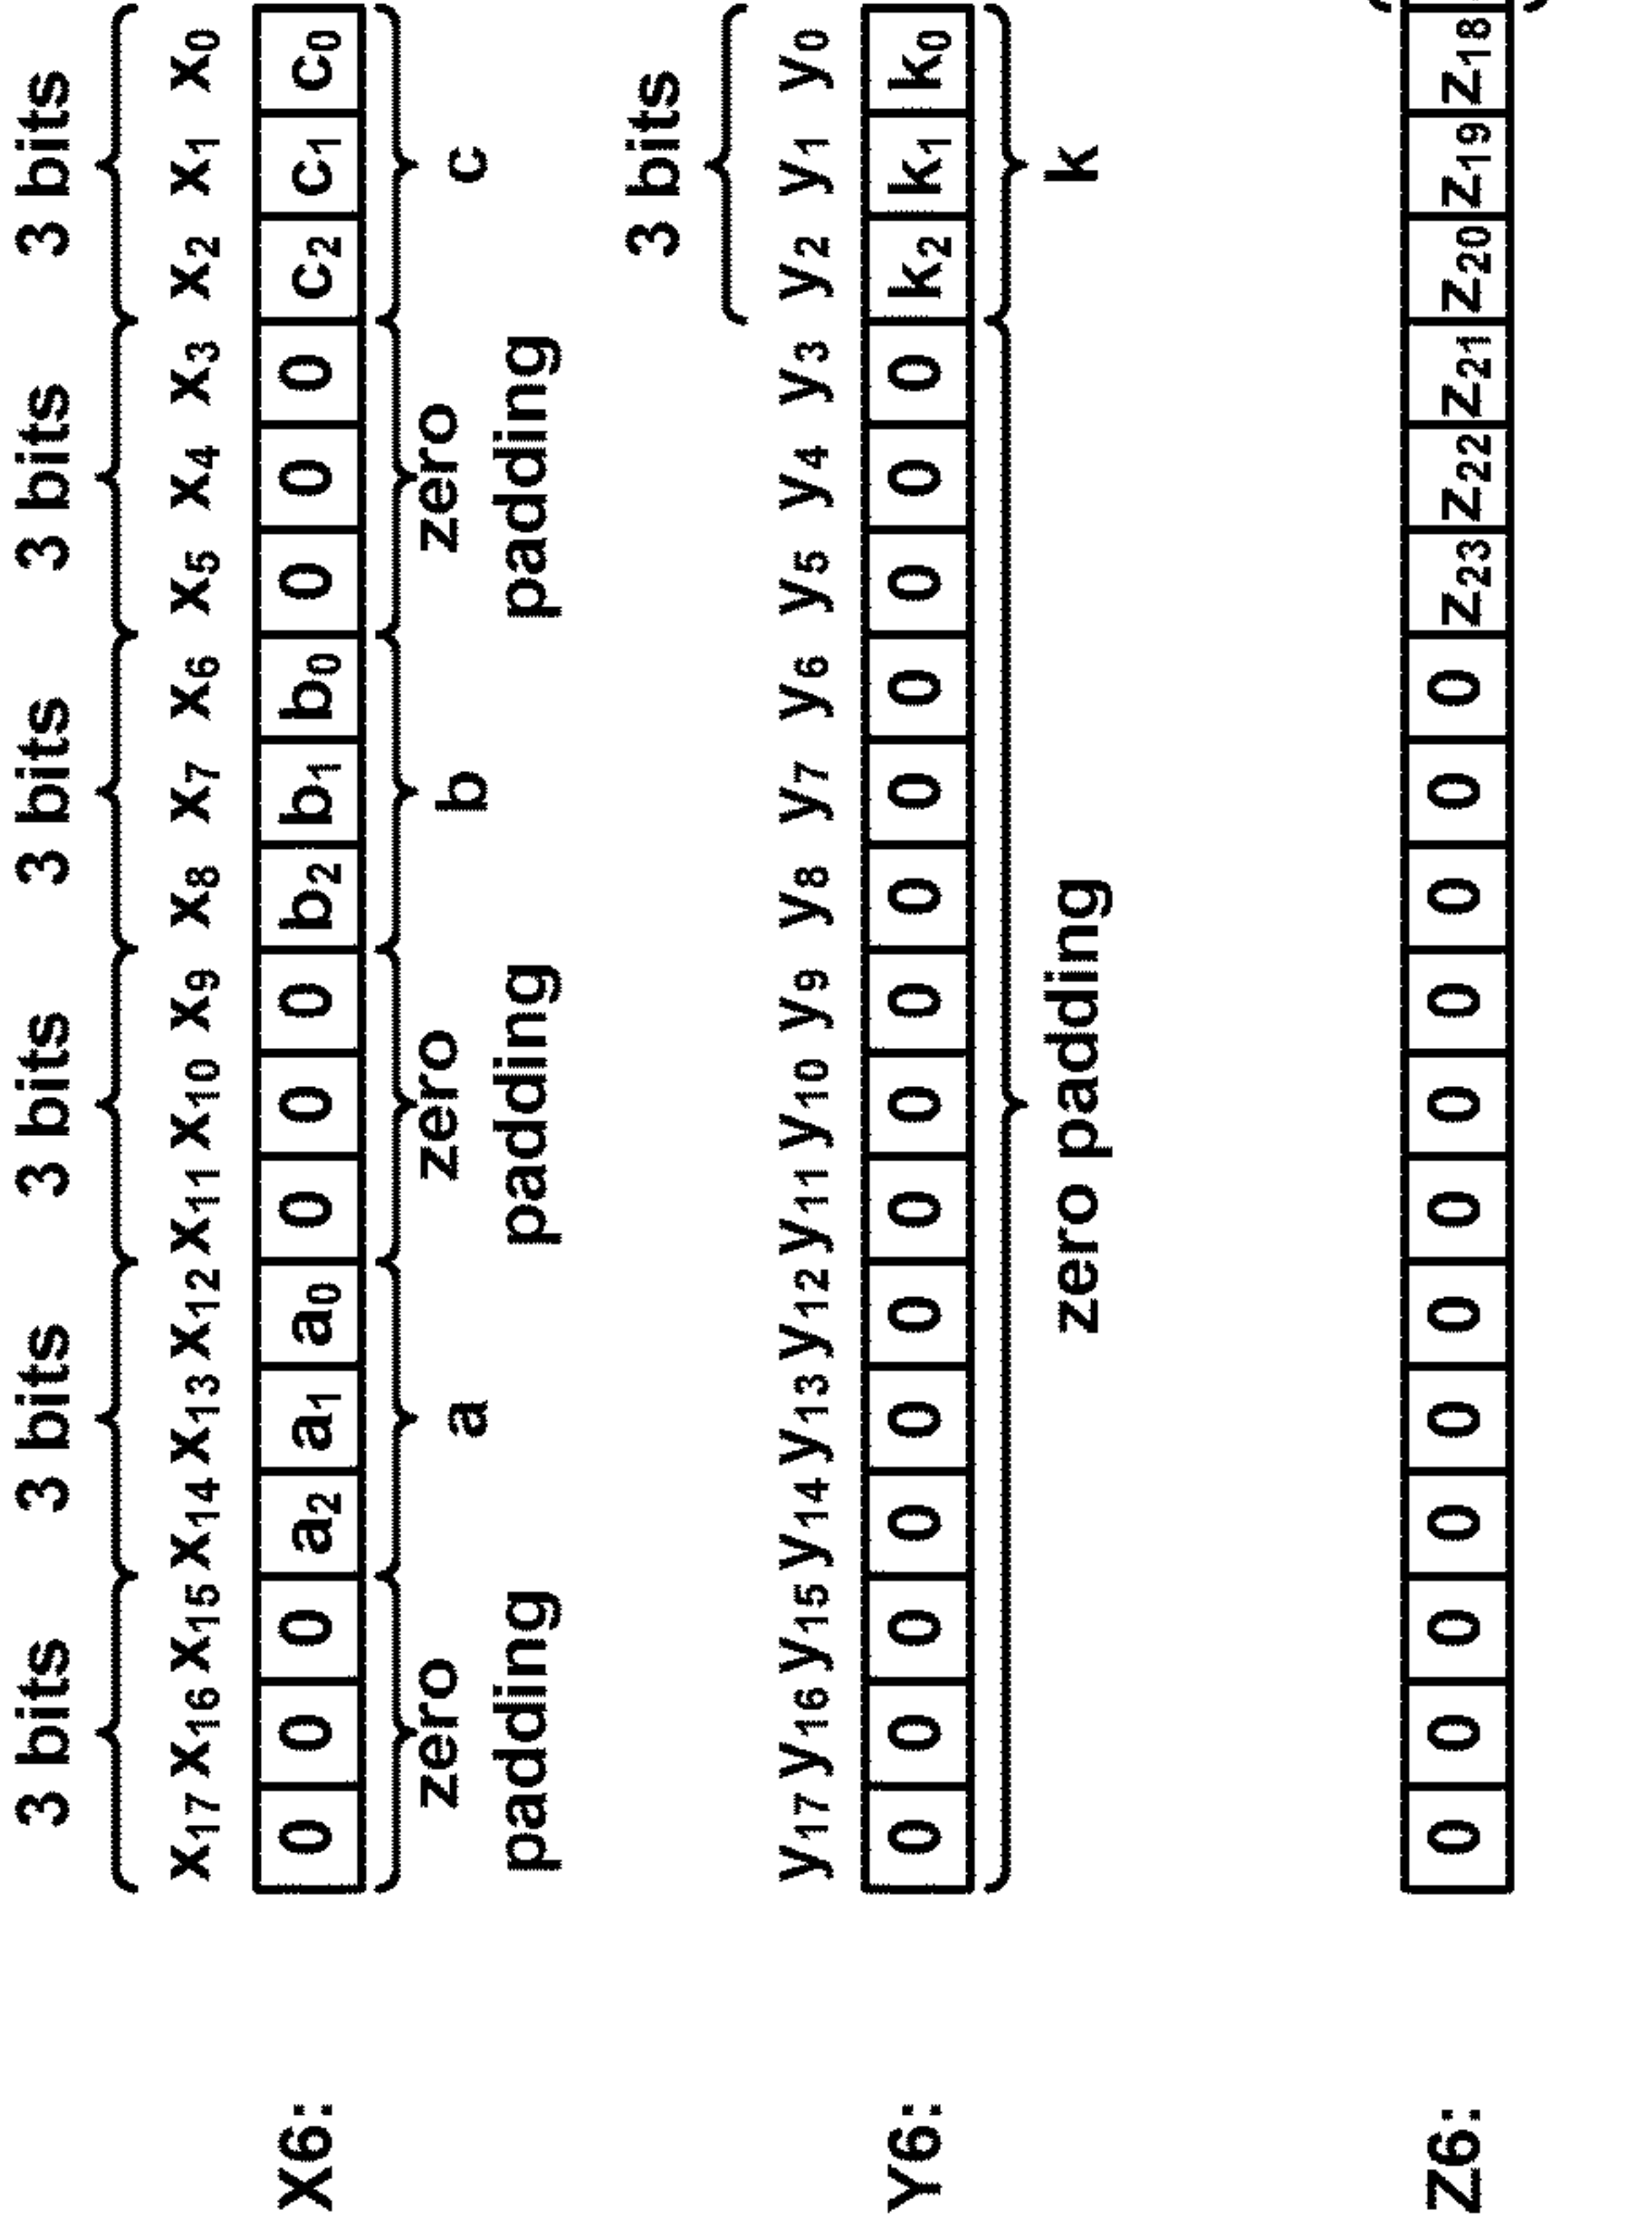 3 bits 3 bits 3 bits 3 bits 3 bits 3 bits
x17 x16 x15 x14 x13 x12 x11 x10 x9 x8 x7 x6 x5 x4 x3 x2 x1 x0
X6: 0 0 0 a2 a1 a0 0 0 0 b2 b1 b0 0 0 0 c2 c1 c0
zero padding a zero padding b zero padding c
3 bits
y17 y16 y15 y14 y13 y12 y11 y10 y9 y8 y7 y6 y5 y4 y3 y2 y1 y0
Y6: 0 0 0 0 0 0 0 0 0 0 0 0 0 0 0 k2 k1 k0
zero padding k
Z6: 0 0 0 0 0 0 0 0 0 0 0 0 z23 z22 z21 z20 z19 z18